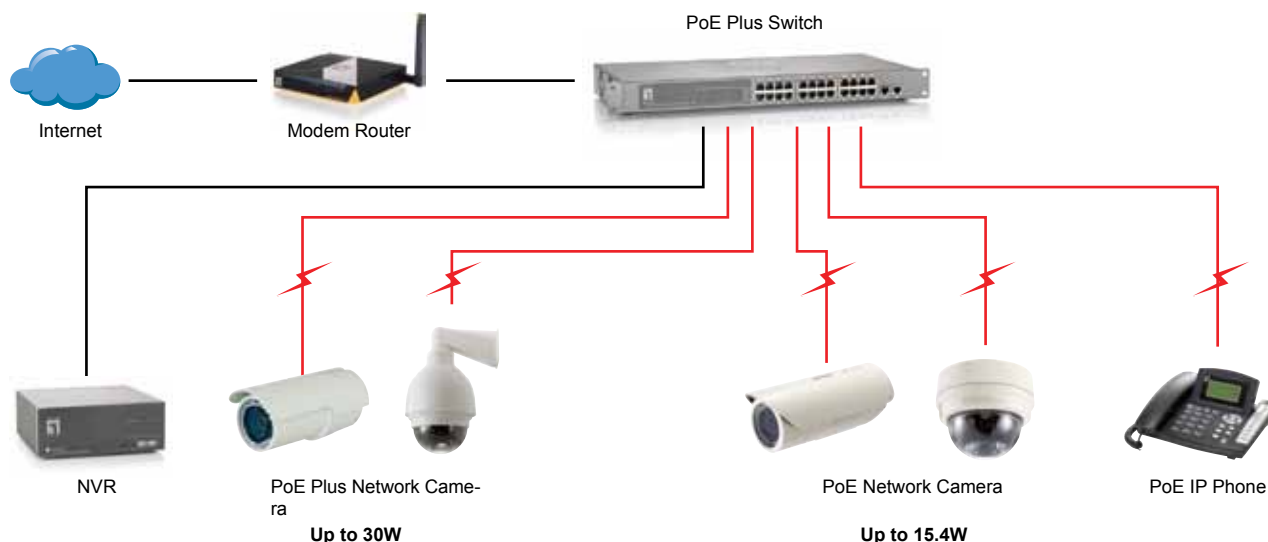 PoE Plus Switch
Internet
Modem Router
NVR
PoE Plus Network Came-
ra
PoE Network Camera
PoE IP Phone
Up to 30W
Up to 15.4W